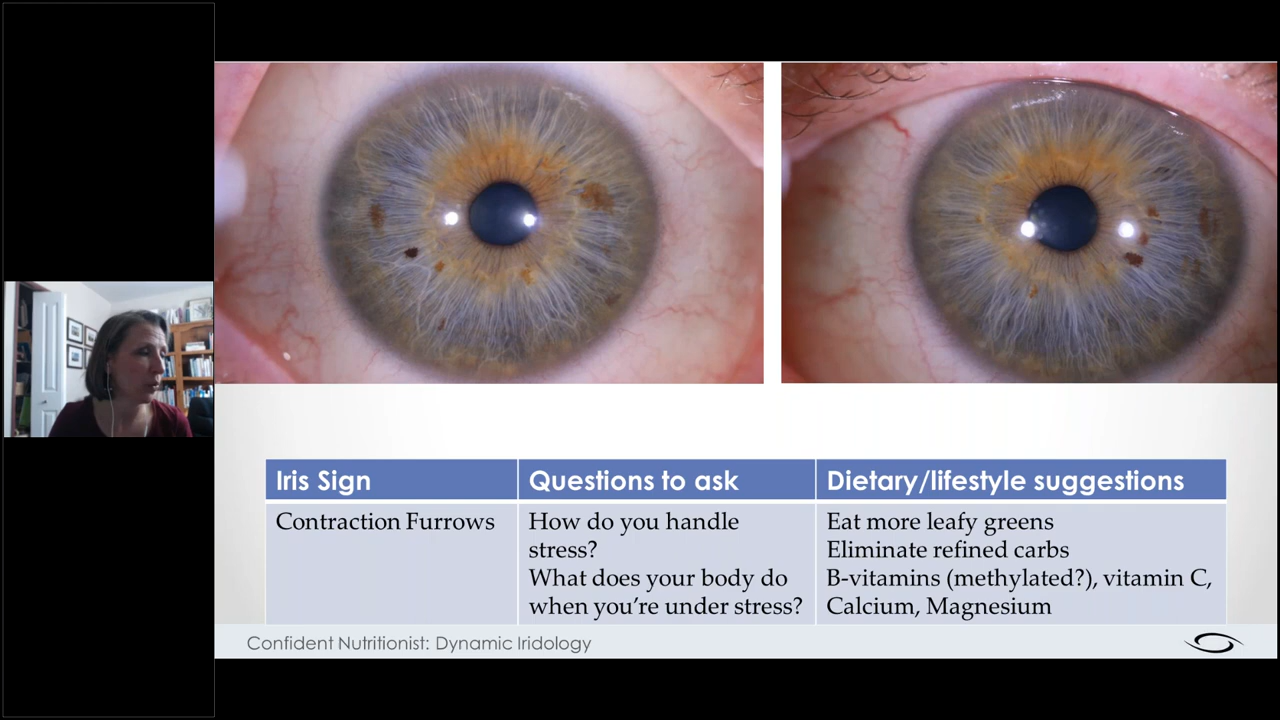 Iris Sign
Questions to ask
Dietary/lifestyle suggestions
Contraction Furrows
How do you handle
stress?
What does your body do
when you’re under stress?
Eat more leafy greens
Eliminate refined carbs
B-vitamins (methylated?), vitamin C,
Calcium, Magnesium
Confident Nutritionist: Dynamic Iridology